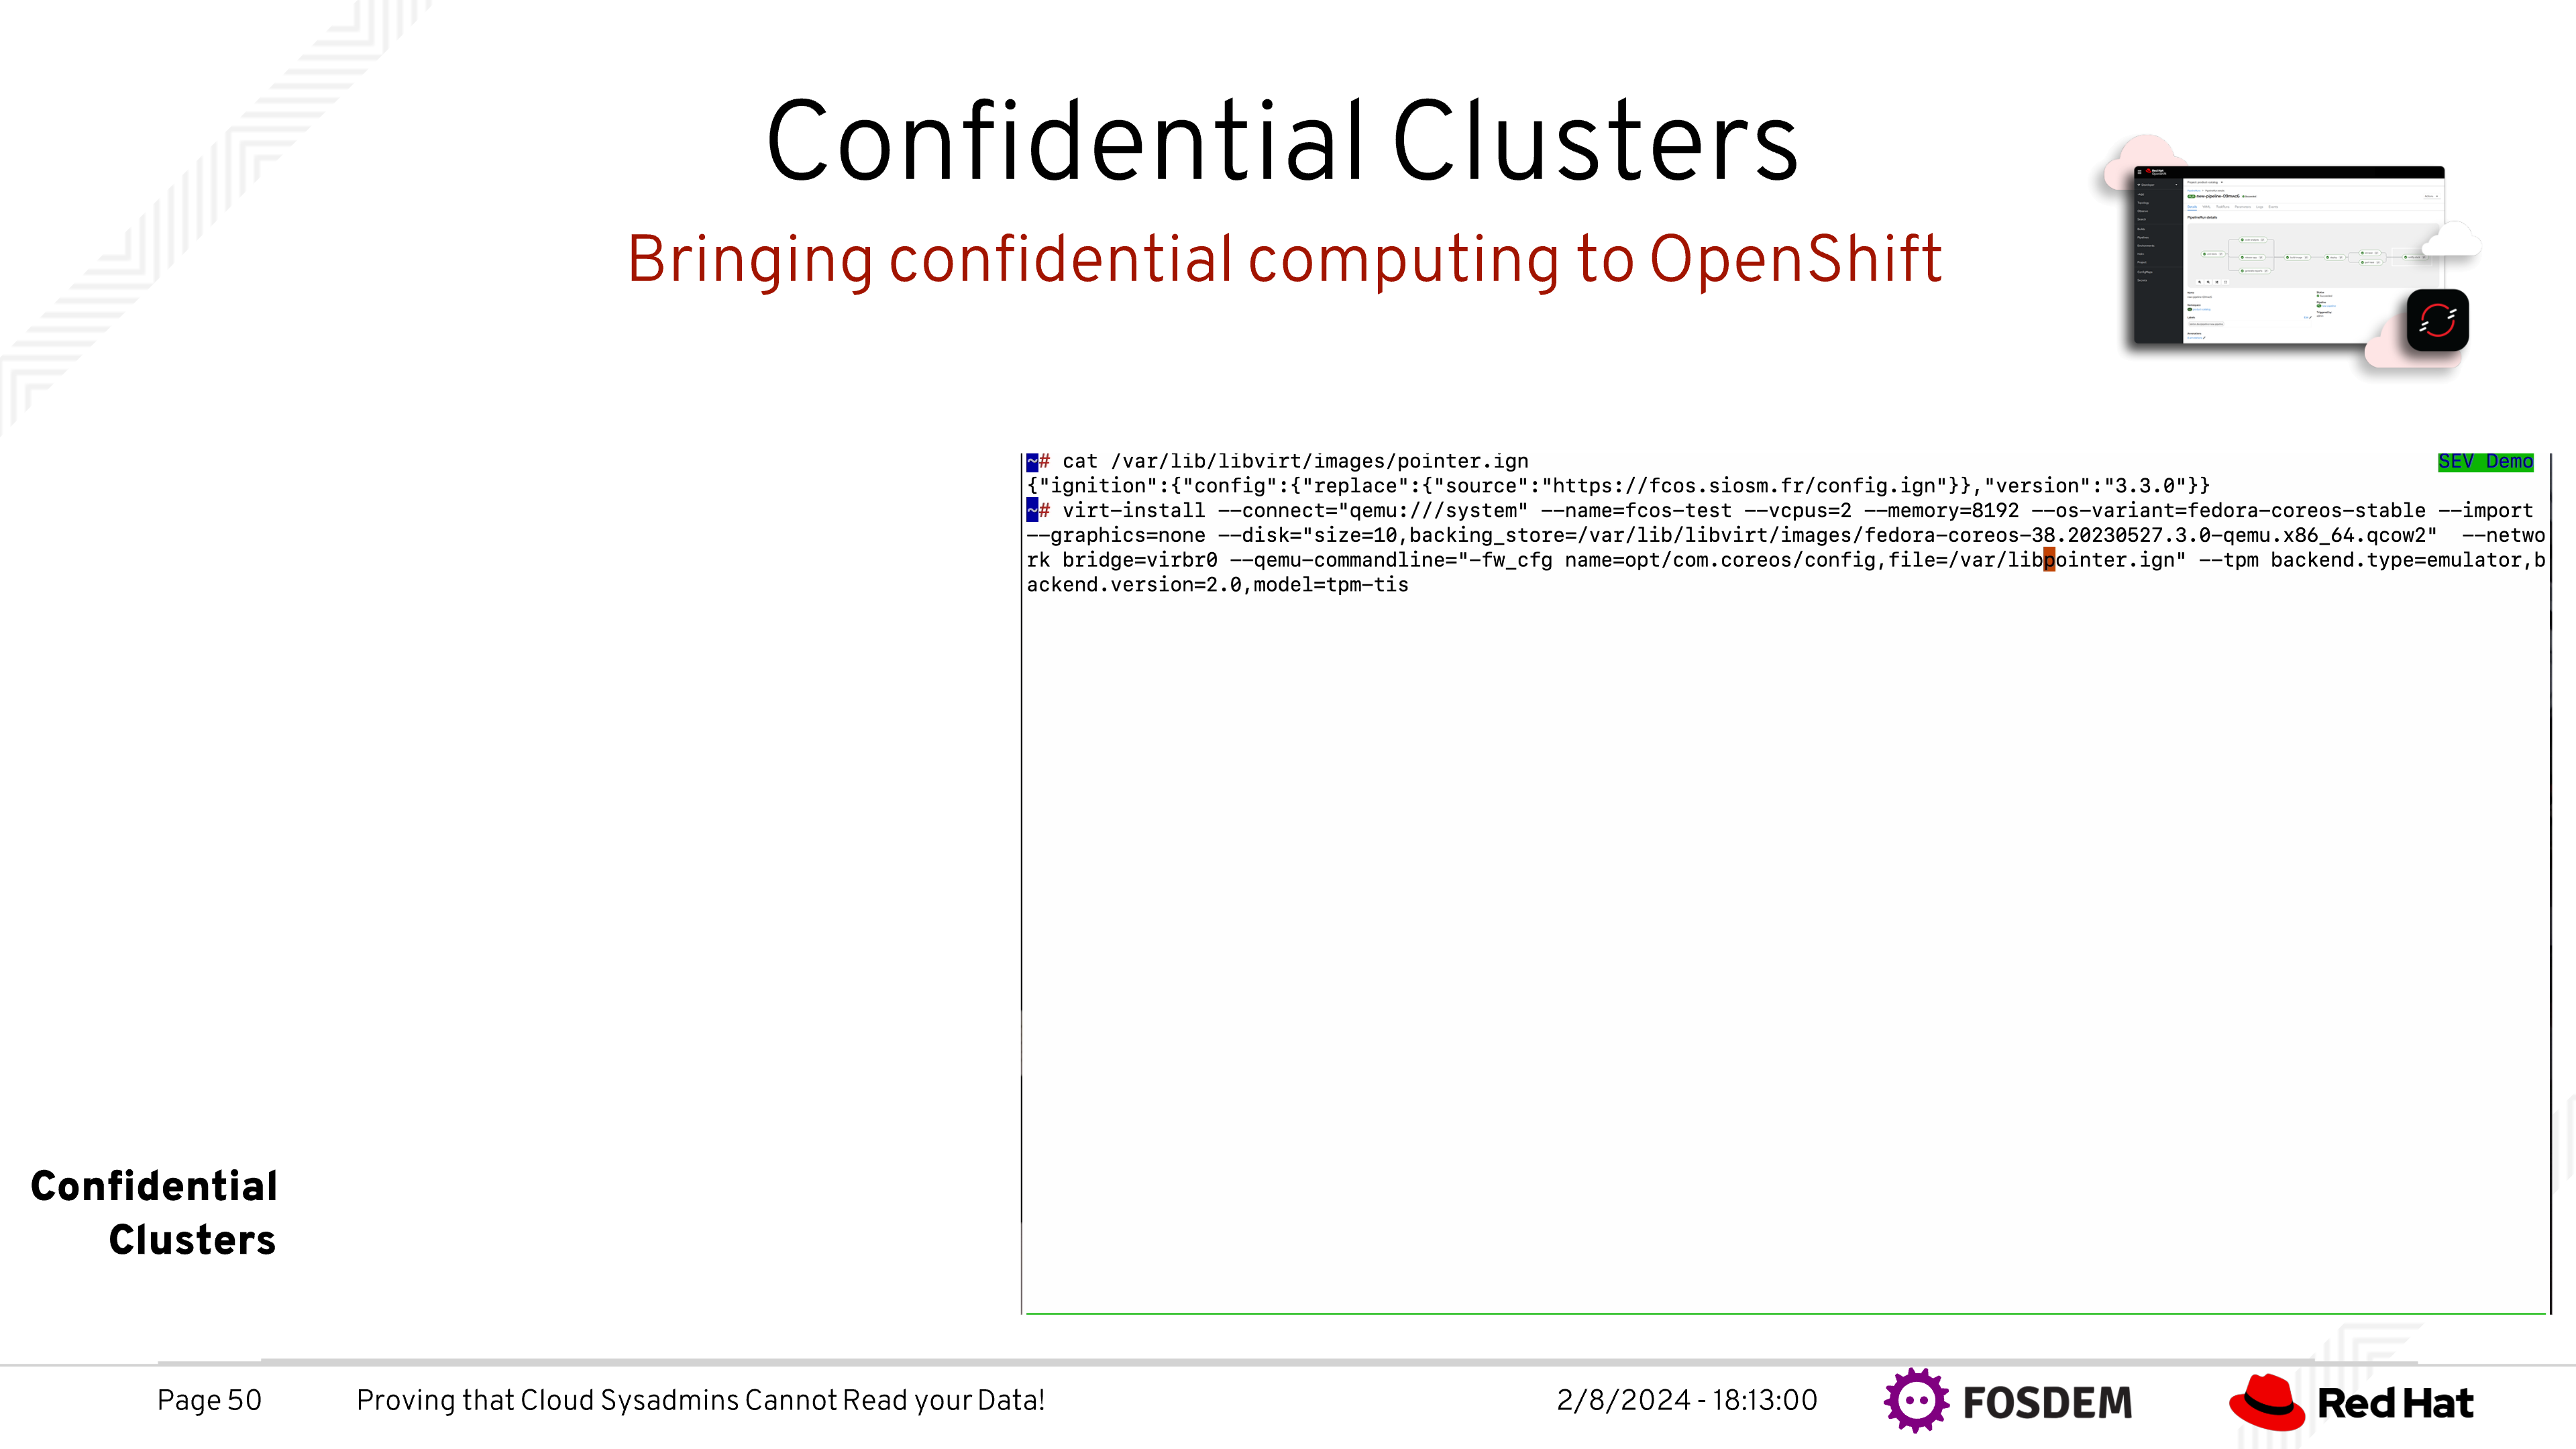 Confidential Clusters
Bringing confidential computing to OpenShift
~# cat /var/lib/libvirt/images/pointer.ign
SEV Demo
{"ignition":{"config":{"replace":{"source":"https://fcos.siosm.fr/config.ign"}},"version":"3.3.0"}}
~# virt-install --connect="qemu:///system" --name=fcos-test --vcpus=2 --memory=8192 --os-variant=fedora-coreos-stable --import
--graphics=none --disk="size=10,backing_store=/var/lib/libvirt/images/fedora-coreos-38.20230527.3.0-qemu.x86_64.qcow2"  --netwo
rk bridge=virbr0 --qemu-commandline="-fw_cfg name=opt/com.coreos/config,file=/var/libpointer.ign" --tpm backend.type=emulator,b
ackend.version=2.0,model=tpm-tis
Confidential
Clusters
Page 50
Proving that Cloud Sysadmins Cannot Read your Data!
2/8/2024 - 18:13:00
FOSDEM
Red Hat